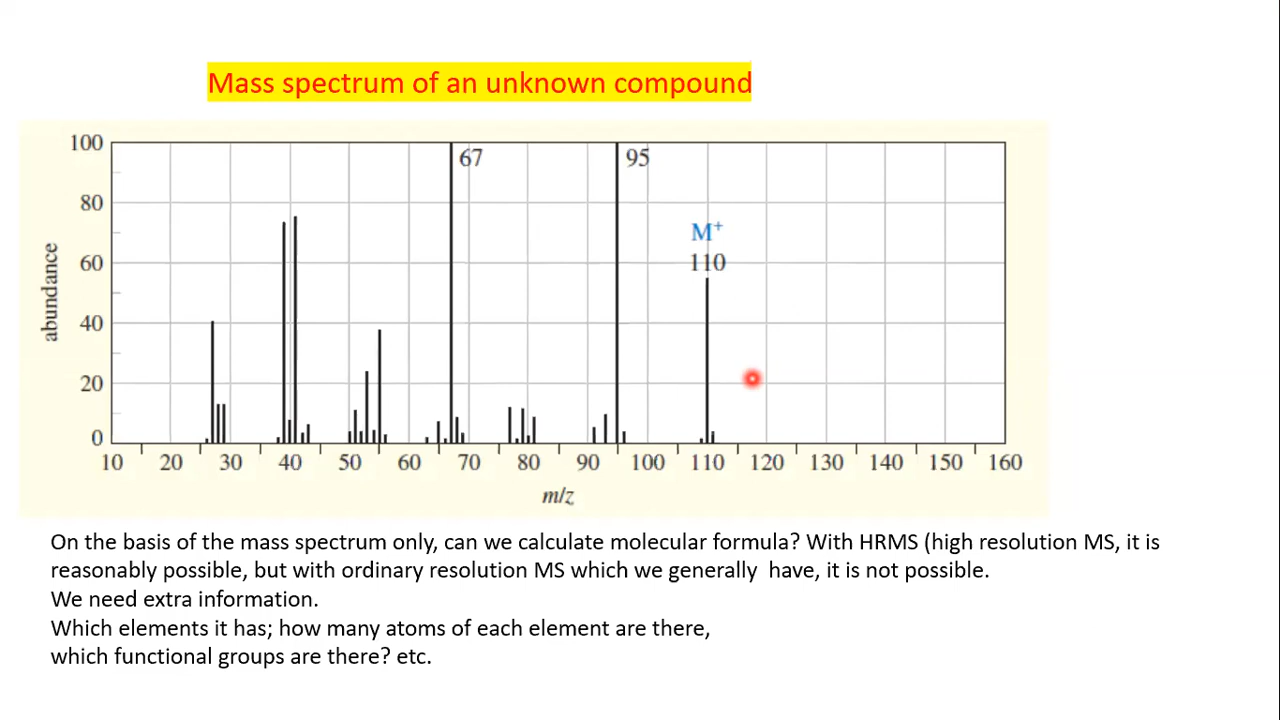 Mass spectrum of an unknown compound
100
80
60
40
20
0
abundance
67
95
M+
110
10 20 30 40 50 60 70 80 90 100 110 120 130 140 150 160
m/z
On the basis of the mass spectrum only, can we calculate molecular formula? With HRMS (high resolution MS, it is
reasonably possible, but with ordinary resolution MS which we generally  have, it is not possible.
We need extra information.
Which elements it has; how many atoms of each element are there,
which functional groups are there? etc.